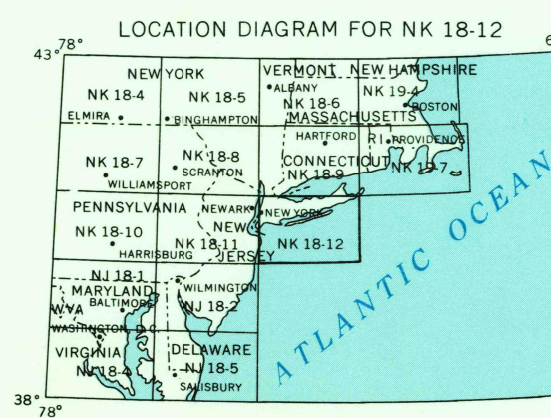 LOCATION DIAGRAM FOR NK 18-12
43° 78° 6
NEW YORK VERMONT NEW HAMPSHIRE
NK 18-4 NK 18-5 ALBANY NK 19-4
NK 18-6 BOSTON
ELMIRA BINGHAMPTON MASSACHUSETTS
HARTFORD R.I. PROVIDENCE
NK 18-7 NK 18-8 CONNECTICUT NK 19-7
SCRANTON NK 18-9
WILLIAMSPORT
PENNSYLVANIA NEWARK NEW YORK
NK 18-10 NEW
HARRISBURG NK 18-11 JERSEY NK 18-12
NJ 18-1 WILMINGTON
MARYLAND NJ 18-2
BALTIMORE
W.VA
WASHINGTON, D.C.
VIRGINIA DELAWARE
NJ 18-4 NJ 18-5
SALISBURY
38°
78°
ATLANTIC OCEAN